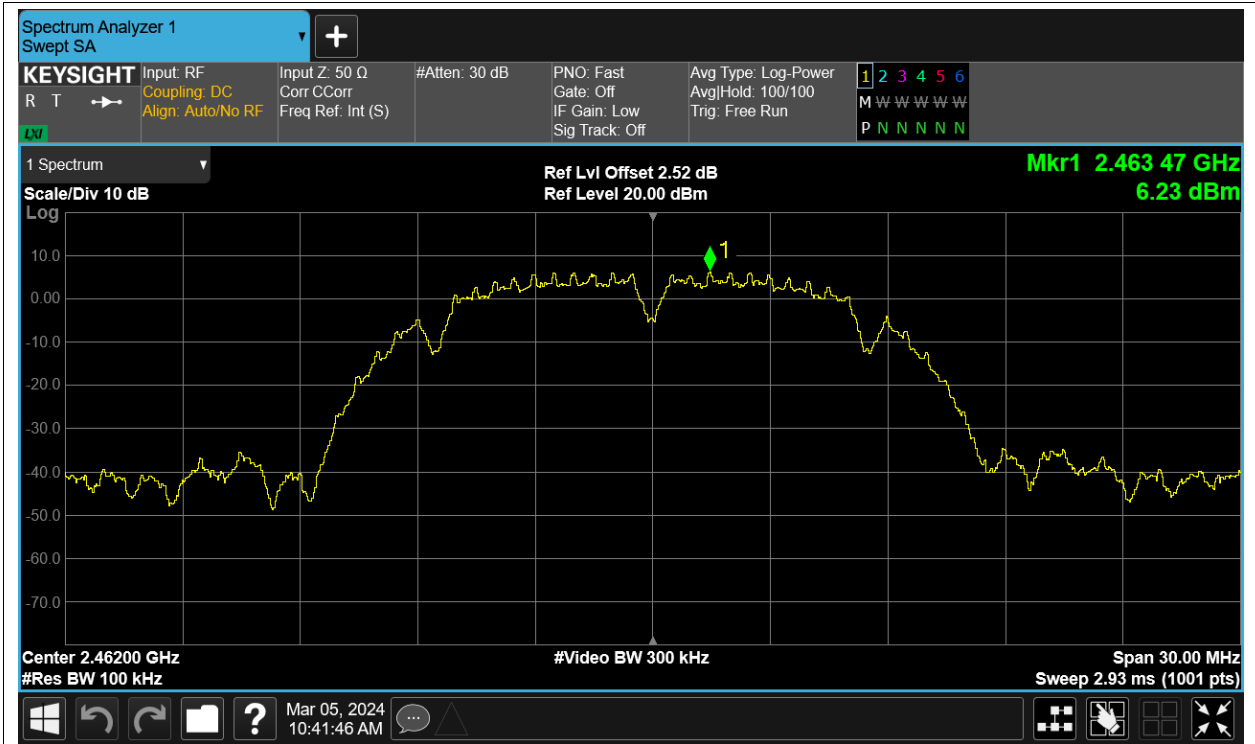 Spectrum Analyzer 1
Swept SA
+
KEYSIGHT
R T
LXI
Input: RF
Coupling: DC
Align: Auto/No RF
Input Z: 50 Ω
Corr CCorr
Freq Ref: Int (S)
#Atten: 30 dB
PNO: Fast
Gate: Off
IF Gain: Low
Sig Track: Off
Avg Type: Log-Power
Avg|Hold: 100/100
Trig: Free Run
1 2 3 4 5 6
M W W W W W
P N N N N N
1 Spectrum
Scale/Div 10 dB
Log
Ref Lvl Offset 2.52 dB
Ref Level 20.00 dBm
Mkr1 2.463 47 GHz
6.23 dBm
1
10.0
0.00
-10.0
-20.0
-30.0
-40.0
-50.0
-60.0
-70.0
Center 2.46200 GHz
#Res BW 100 kHz
#Video BW 300 kHz
Span 30.00 MHz
Sweep 2.93 ms (1001 pts)
?
Mar 05, 2024
10:41:46 AM